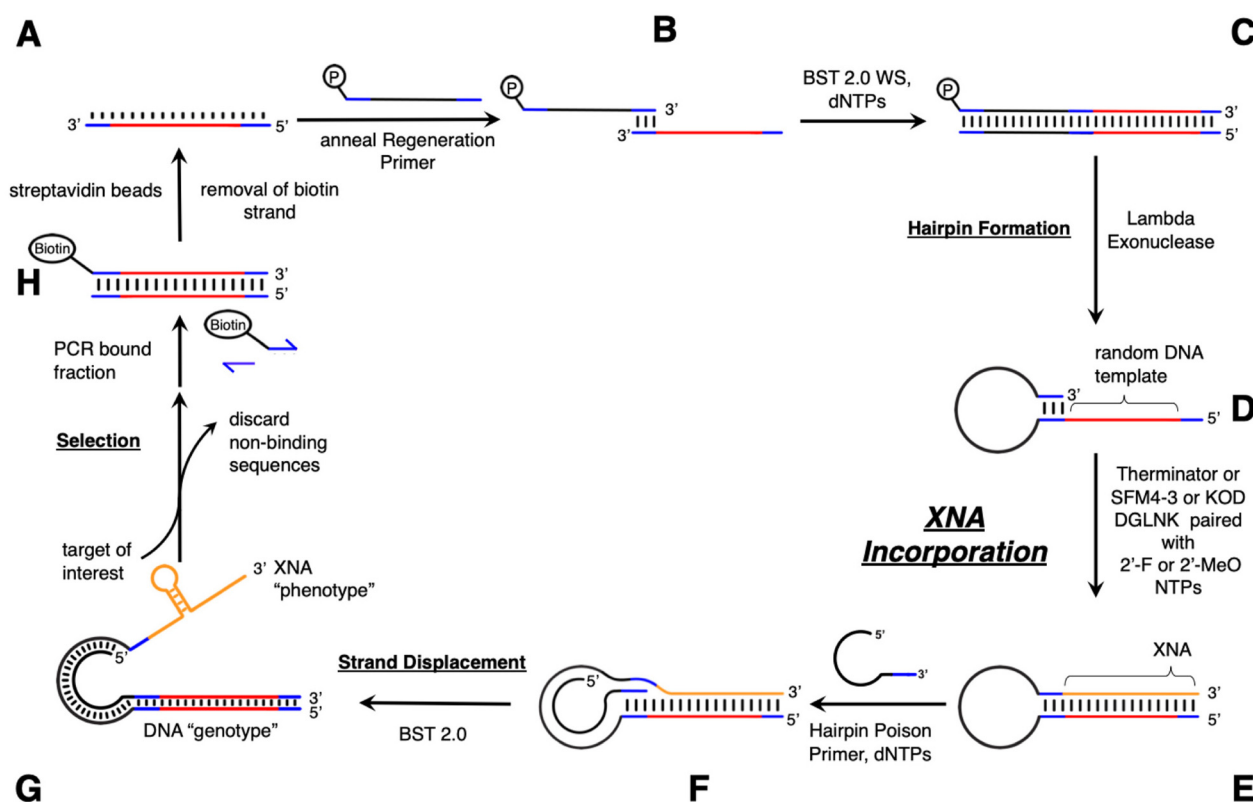 A
B
C
P
P
P
3'
5'
anneal Regeneration
Primer
3'
3'
BST 2.0 WS,
dNTPs
3'
5'
streptavidin beads
removal of biotin
strand
Hairpin Formation
Lambda
Exonuclease
Biotin
H
3'
5'
Biotin
PCR bound
fraction
random DNA
template
3'
D
5'
Selection
discard
non-binding
sequences
XNA
Incorporation
Therminator or
SFM4-3 or KOD
DGLNK paired
with
2'-F or 2'-MeO
NTPs
target of
interest
3' XNA
"phenotype"
5'
3'
5'
DNA "genotype"
Strand Displacement
BST 2.0
5'
3'
5'
5'
3'
Hairpin Poison
Primer, dNTPs
XNA
3'
5'
G
F
E